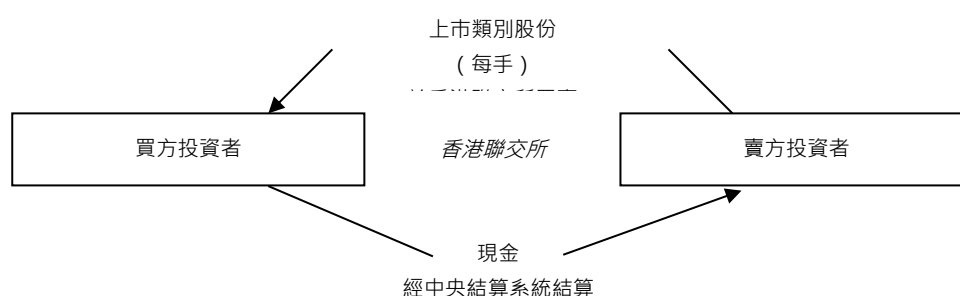 上市類別股份
（每手）
買方投資者
香港聯交所
賣方投資者
現金
經中央結算系統結算